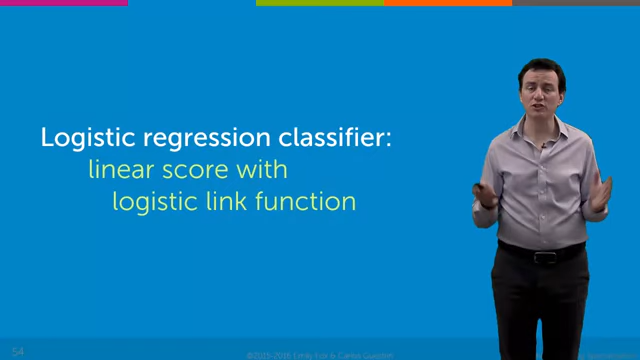 Logistic regression classifier:
linear score with
logistic link function
54
©2015-2016 Emily Fox & Carlos Guestrin